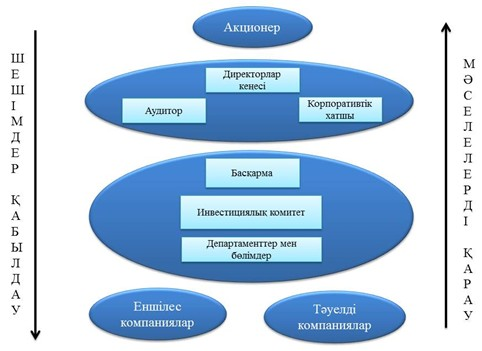 Акционер
Директорлар
кеңесі
Аудитор
Корпоративтік
хатшы
Басқарма
Инвестициялық комитет
Департаменттер мен
бөлімдер
Еншілес
компаниялар
Тәуелді
компаниялар
ШЕШІМДЕР ҚАБЫЛДАУ
МӘСЕЛЕЛЕРДІ ҚАРАУ